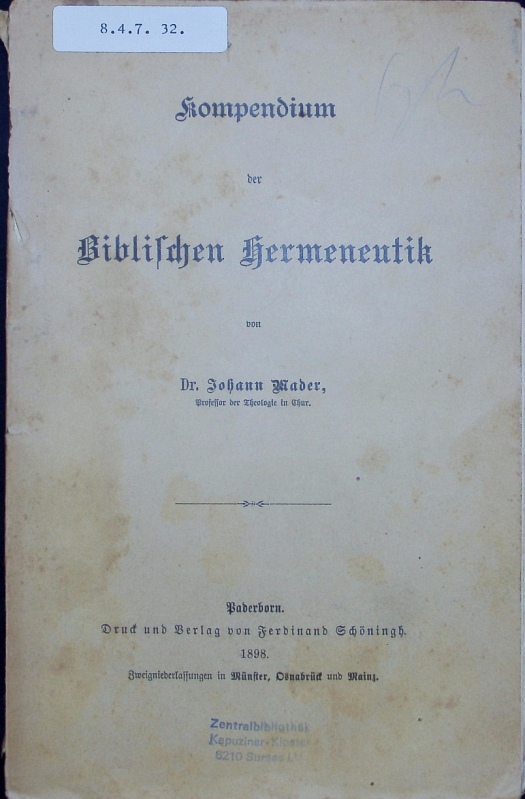 8.4.7. 32.
Kompendium
der
Biblischen Hermeneutik
von
Dr. Johann Mader,
Professor der Theologie in Chur.
Paderborn.
Druck und Verlag von Ferdinand Schöningh.
1898.
Zweigniederlassungen in Münster, Osnabrück und Mainz.
Zentralbibliothek
Kapuziner-Kloster
6210 Sursee LU